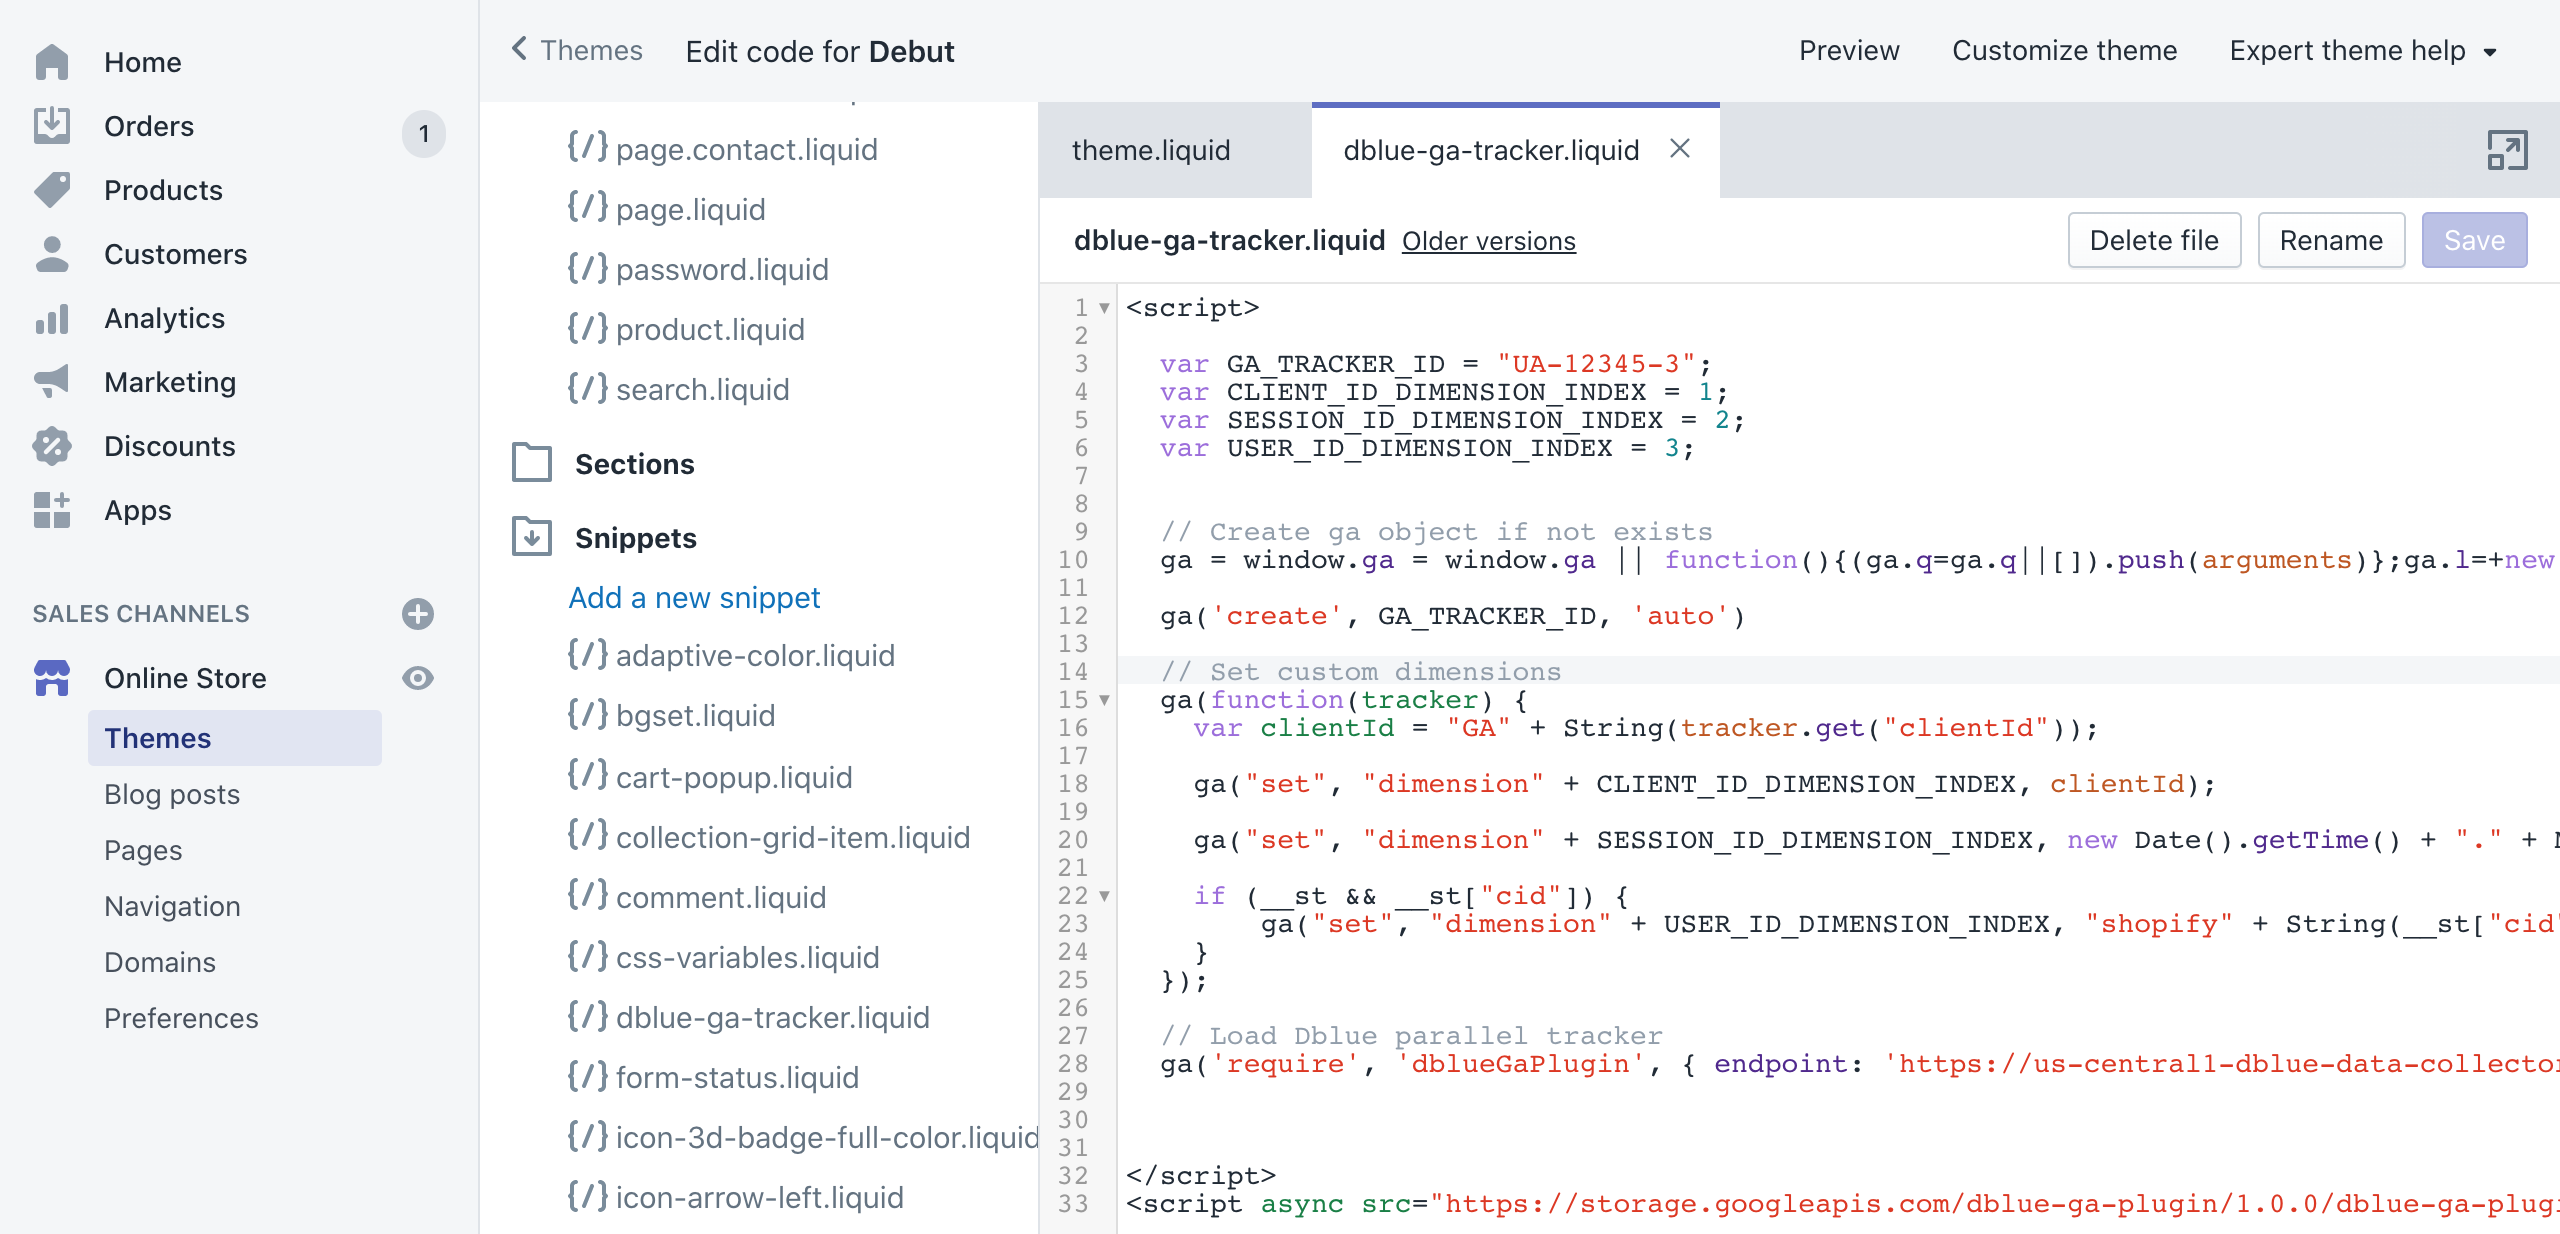 Home
Orders
1
Products
Customers
Analytics
Marketing
Discounts
Apps
SALES CHANNELS
Online Store
Themes
Blog posts
Pages
Navigation
Domains
Preferences
Themes
Edit code for Debut
Preview
Customize theme
Expert theme help
{/} page.contact.liquid
{/} page.liquid
{/} password.liquid
{/} product.liquid
{/} search.liquid
Sections
Snippets
Add a new snippet
{/} adaptive-color.liquid
{/} bgset.liquid
{/} cart-popup.liquid
{/} collection-grid-item.liquid
{/} comment.liquid
{/} css-variables.liquid
{/} dblue-ga-tracker.liquid
{/} form-status.liquid
{/} icon-3d-badge-full-color.liquid
{/} icon-arrow-left.liquid
theme.liquid
dblue-ga-tracker.liquid
dblue-ga-tracker.liquid Older versions
Delete file
Rename
Save
1 <script>
2
3 var GA_TRACKER_ID = "UA-12345-3";
4 var CLIENT_ID_DIMENSION_INDEX = 1;
5 var SESSION_ID_DIMENSION_INDEX = 2;
6 var USER_ID_DIMENSION_INDEX = 3;
7
8
9 // Create ga object if not exists
10 ga = window.ga = window.ga || function(){(ga.q=ga.q||[]).push(arguments)};ga.l=+new
11
12 ga('create', GA_TRACKER_ID, 'auto')
13
14 // Set custom dimensions
15 ga(function(tracker) {
16 var clientId = "GA" + String(tracker.get("clientId"));
17
18 ga("set", "dimension" + CLIENT_ID_DIMENSION_INDEX, clientId);
19
20 ga("set", "dimension" + SESSION_ID_DIMENSION_INDEX, new Date().getTime() + "." +
21
22 if (__st && __st["cid"]) {
23 ga("set", "dimension" + USER_ID_DIMENSION_INDEX, "shopify" + String(__st["cid"
24 }
25 });
26
27 // Load Dblue parallel tracker
28 ga('require', 'dblueGaPlugin', { endpoint: 'https://us-central1-dblue-data-collector
29
30
31
32 </script>
33 <script async src="https://storage.googleapis.com/dblue-ga-plugin/1.0.0/dblue-ga-plugi